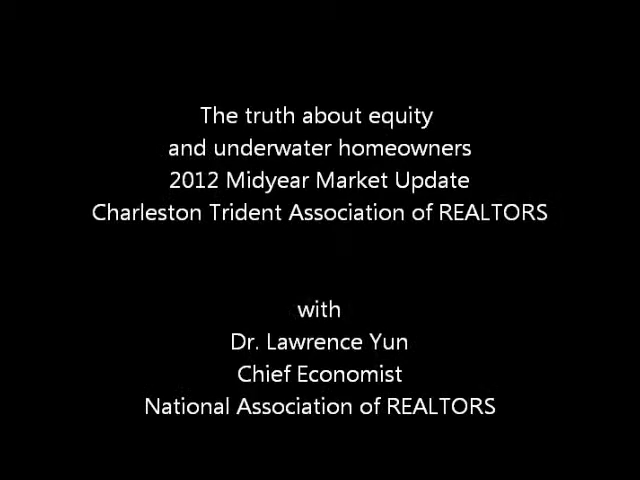 The truth about equity
and underwater homeowners
2012 Midyear Market Update
Charleston Trident Association of REALTORS
with
Dr. Lawrence Yun
Chief Economist
National Association of REALTORS